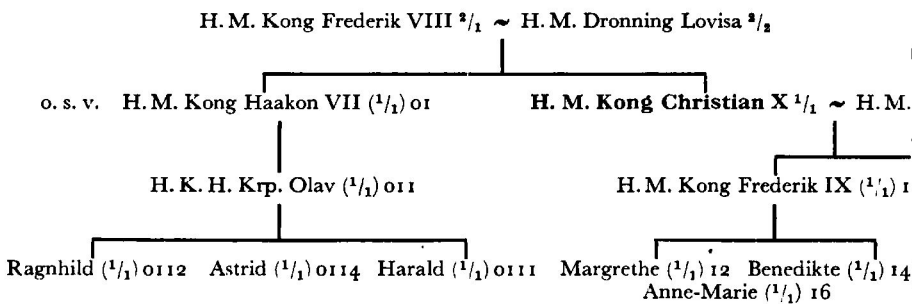 H. M. Kong Frederik VIII ²/₁ ~ H. M. Dronning Lovisa ²/₂
o. s. v. H. M. Kong Haakon VII (¹/₁) 01 H. M. Kong Christian X ¹/₁ ~ H. M.
H. K. H. Krp. Olav (¹/₁) 011 H. M. Kong Frederik IX (¹/₁) 1
Ragnhild (¹/₁) 0112 Astrid (¹/₁) 0114 Harald (¹/₁) 0111 Margrethe (¹/₁) 12 Benedikte (¹/₁) 14
Anne-Marie (¹/₁) 16